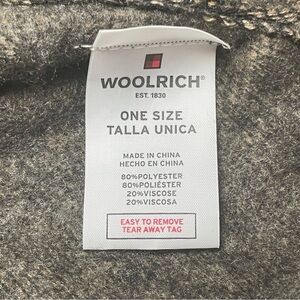 WOOLRICH®
EST. 1830
ONE SIZE
TALLA UNICA
MADE IN CHINA
HECHO EN CHINA
80%POLYESTER
80%POLIÉSTER
20%VISCOSE
20%VISCOSA
EASY TO REMOVE
TEAR AWAY TAG